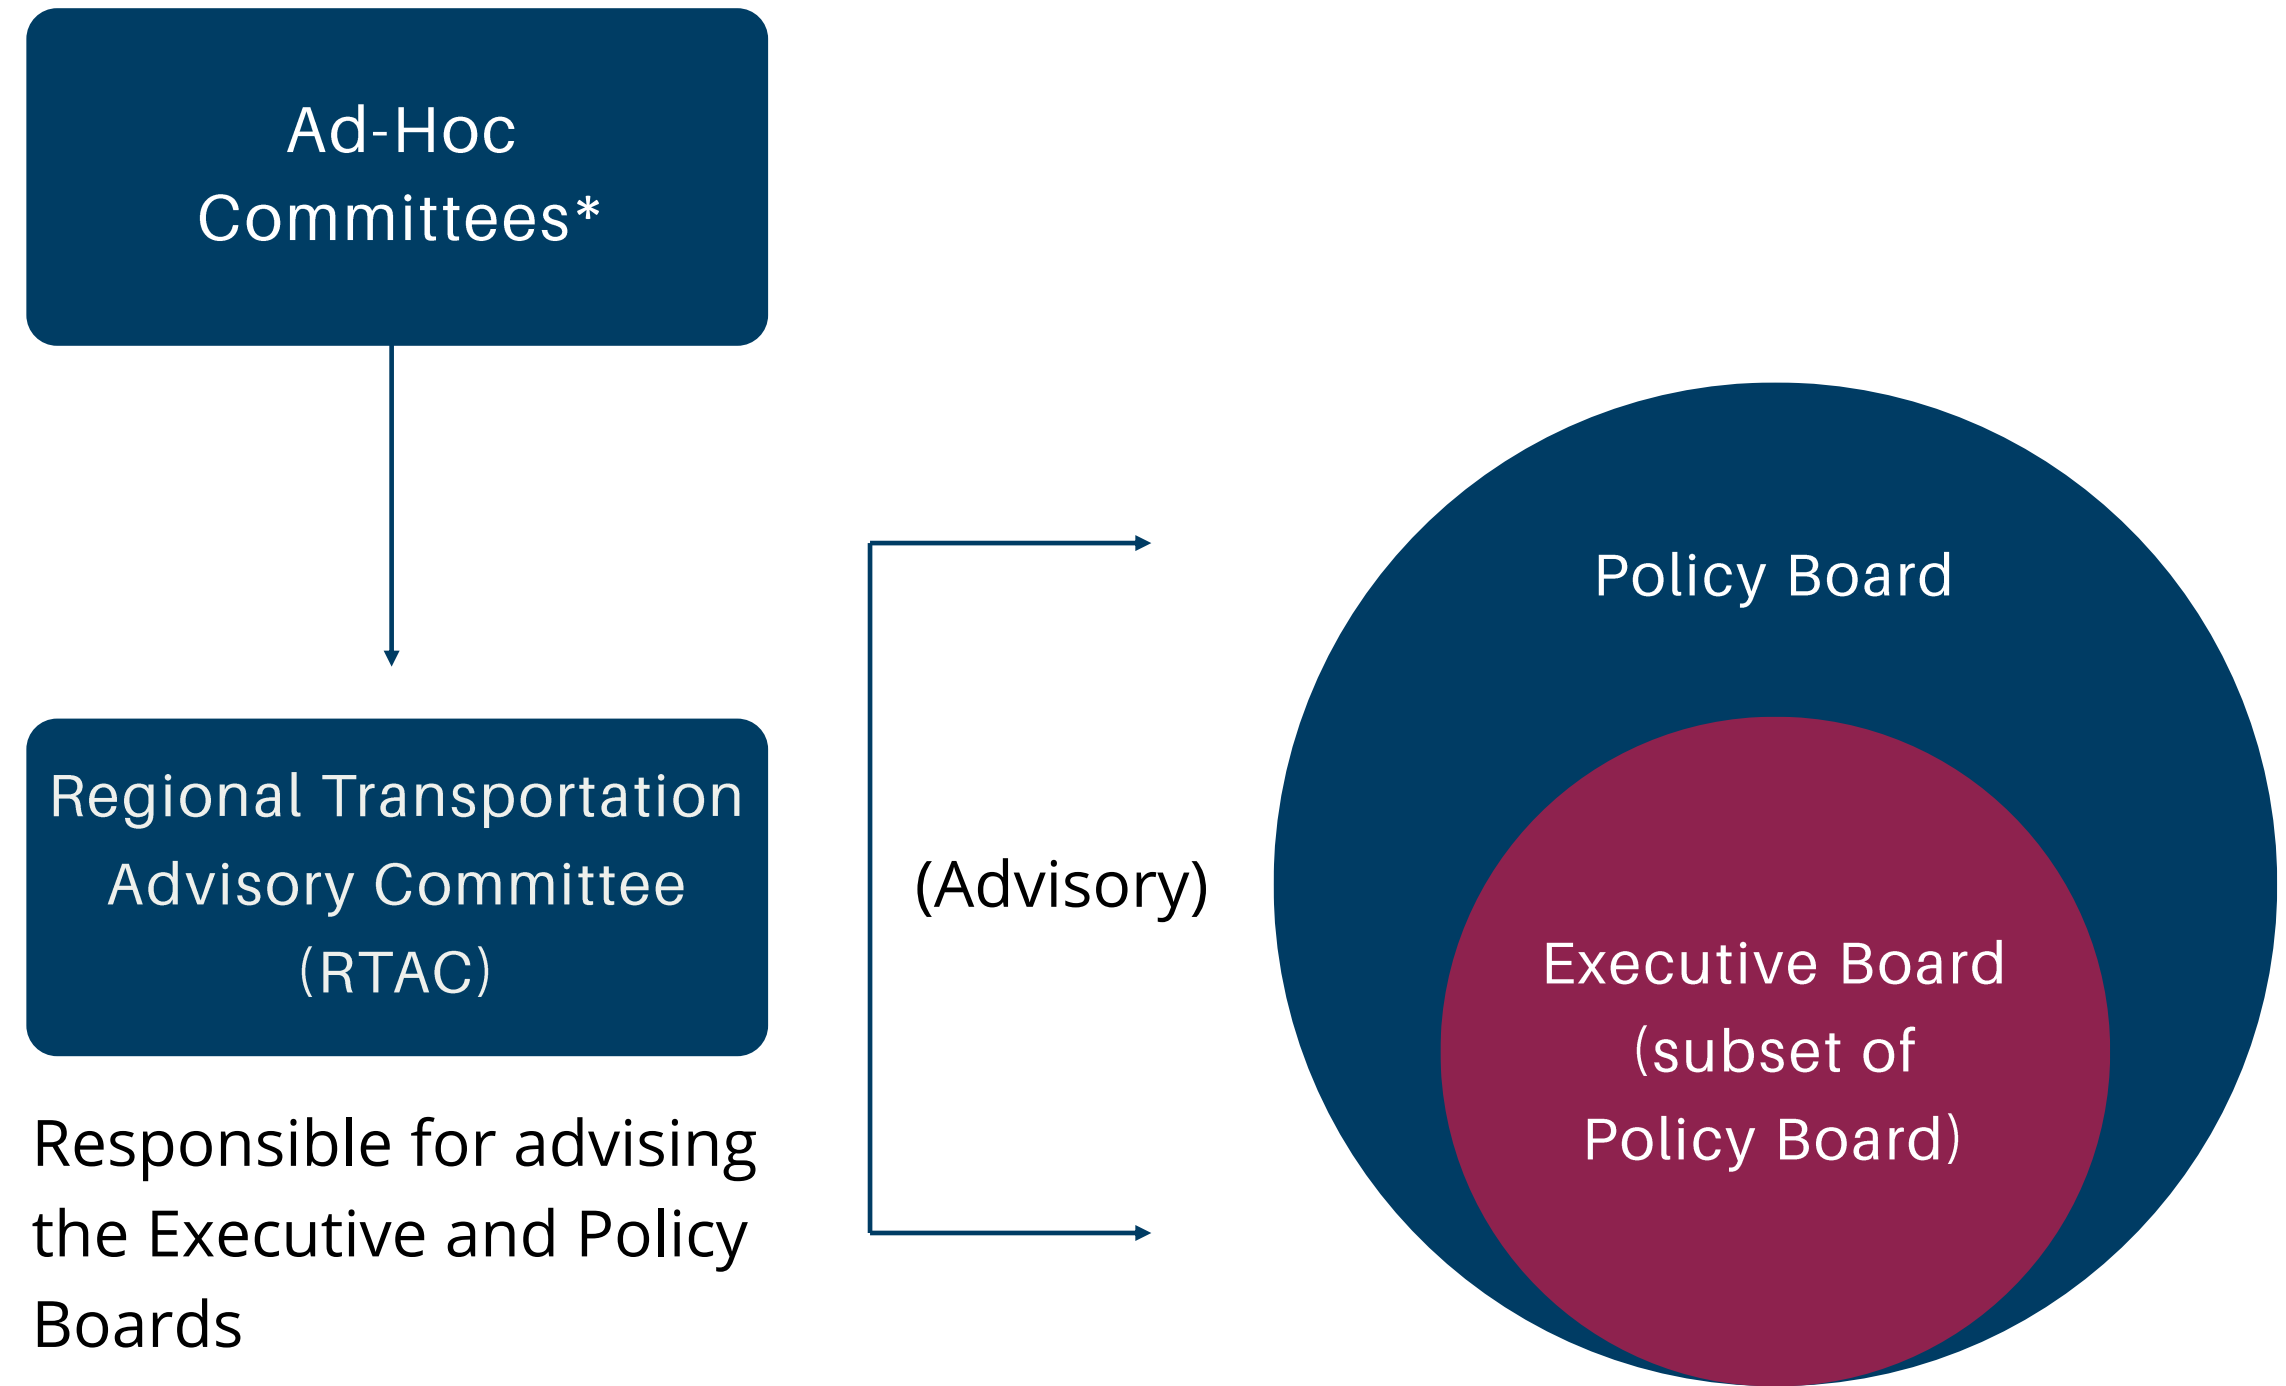 Ad-Hoc
Committees*
Regional Transportation
Advisory Committee
(RTAC)
Responsible for advising
the Executive and Policy
Boards
(Advisory)
Policy Board
Executive Board
(subset of
Policy Board)